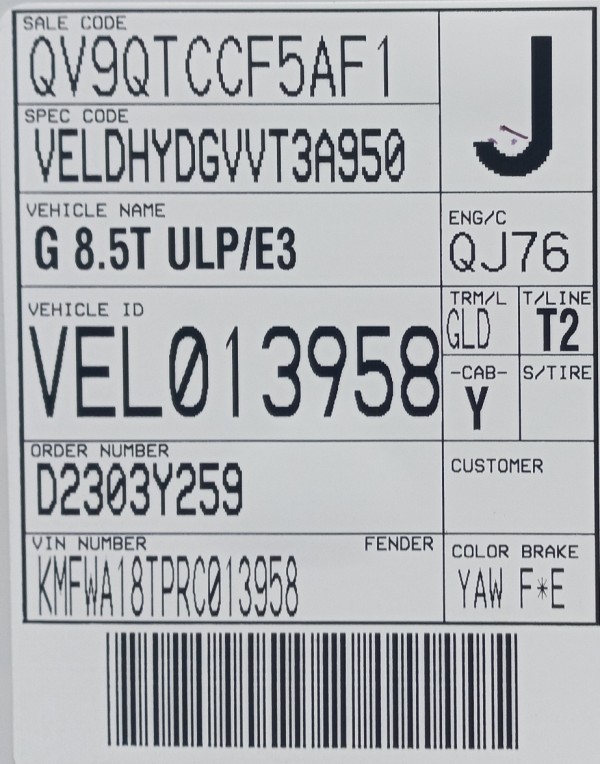 SALE CODE
QV9QTCCF5AF1
J
SPEC CODE
VELDHYDGVVT3A950
VEHICLE NAME
G 8.5T ULP/E3
ENG/C
QJ76
VEHICLE ID
VEL013958
TRM/L
GLD
T/LINE
T2
-CAB-
Y
S/TIRE
ORDER NUMBER
D2303Y259
CUSTOMER
VIN NUMBER FENDER
KMFWA18TPRC013958
COLOR BRAKE
YAW F*E